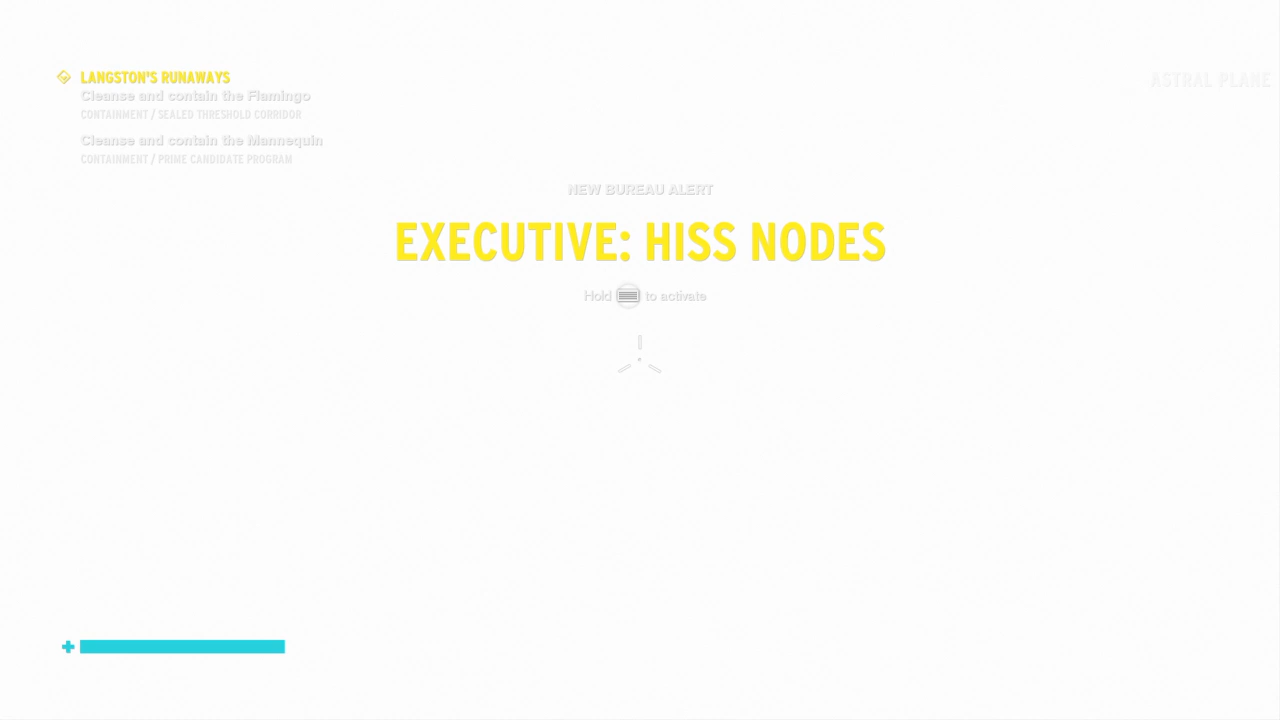 LANGSTON'S RUNAWAYS
Cleanse and contain the Flamingo
CONTAINMENT / SEALED THRESHOLD CORRIDOR
Cleanse and contain the Mannequin
CONTAINMENT / PRIME CANDIDATE PROGRAM
ASTRAL PLANE
NEW BUREAU ALERT
EXECUTIVE: HISS NODES
Hold to activate